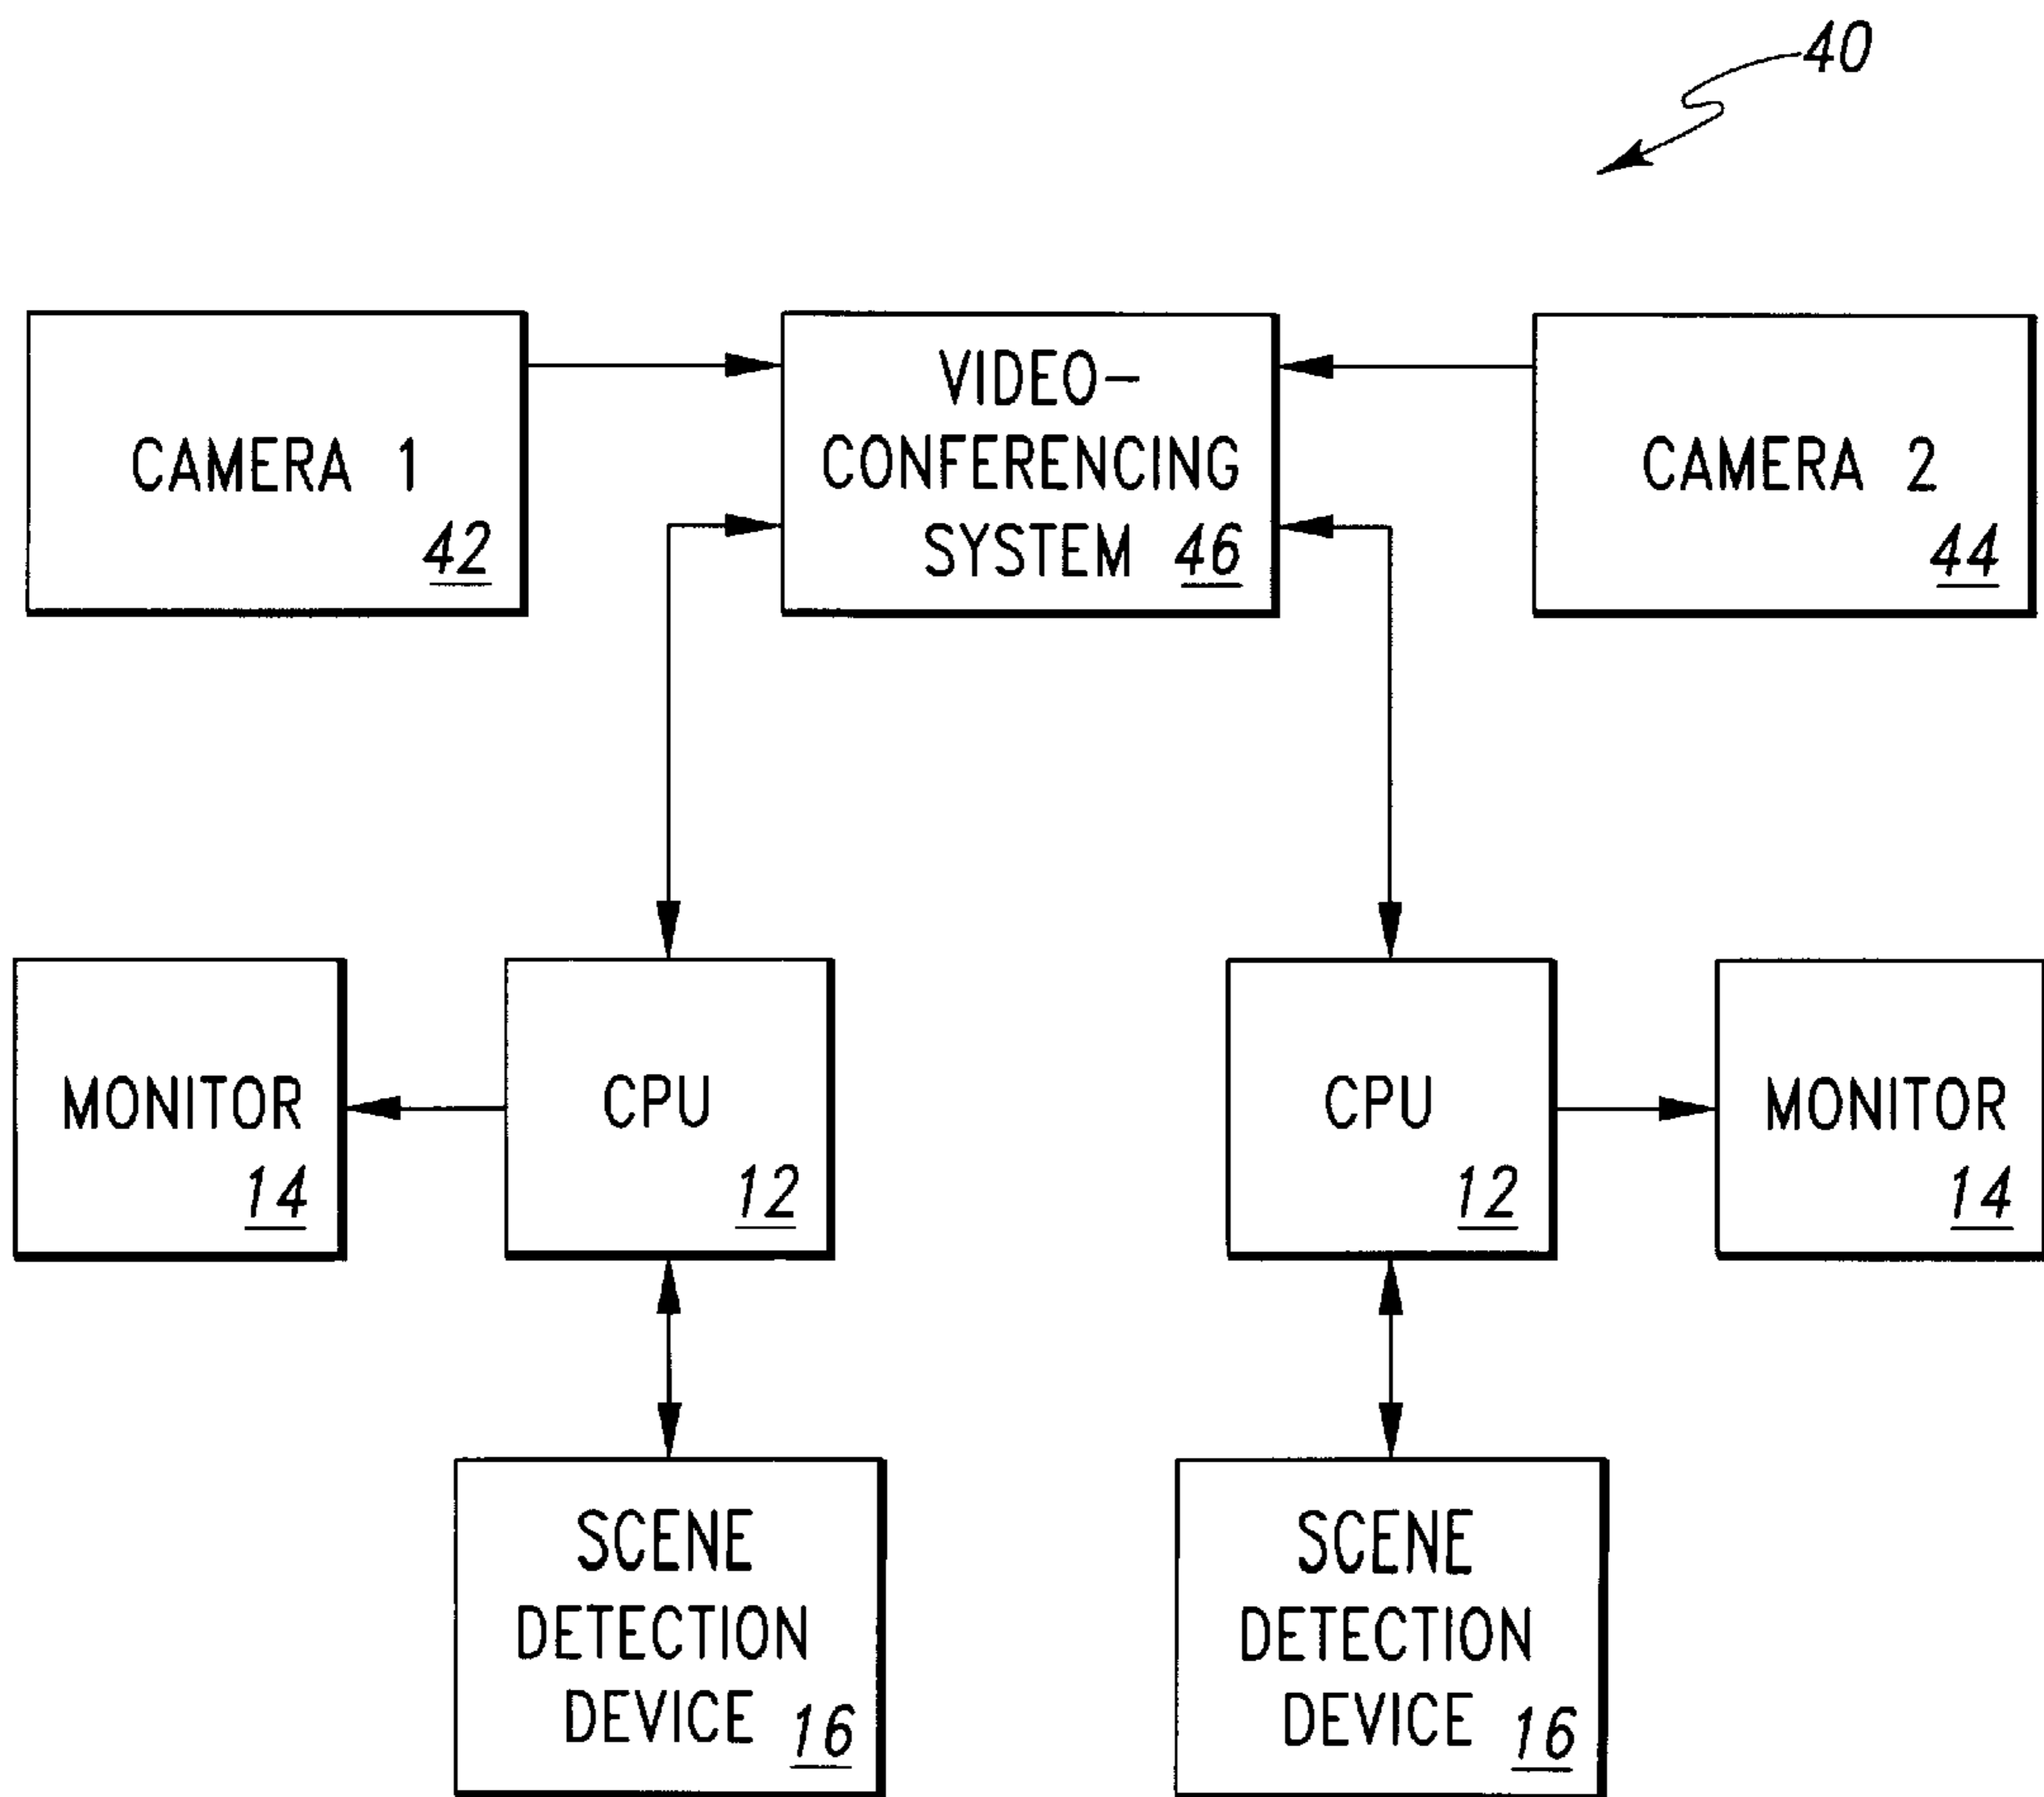 40
CAMERA 1
42
VIDEO-
CONFERENCING
SYSTEM 46
CAMERA 2
44
MONITOR
14
CPU
12
CPU
12
MONITOR
14
SCENE
DETECTION
DEVICE 16
SCENE
DETECTION
DEVICE 16